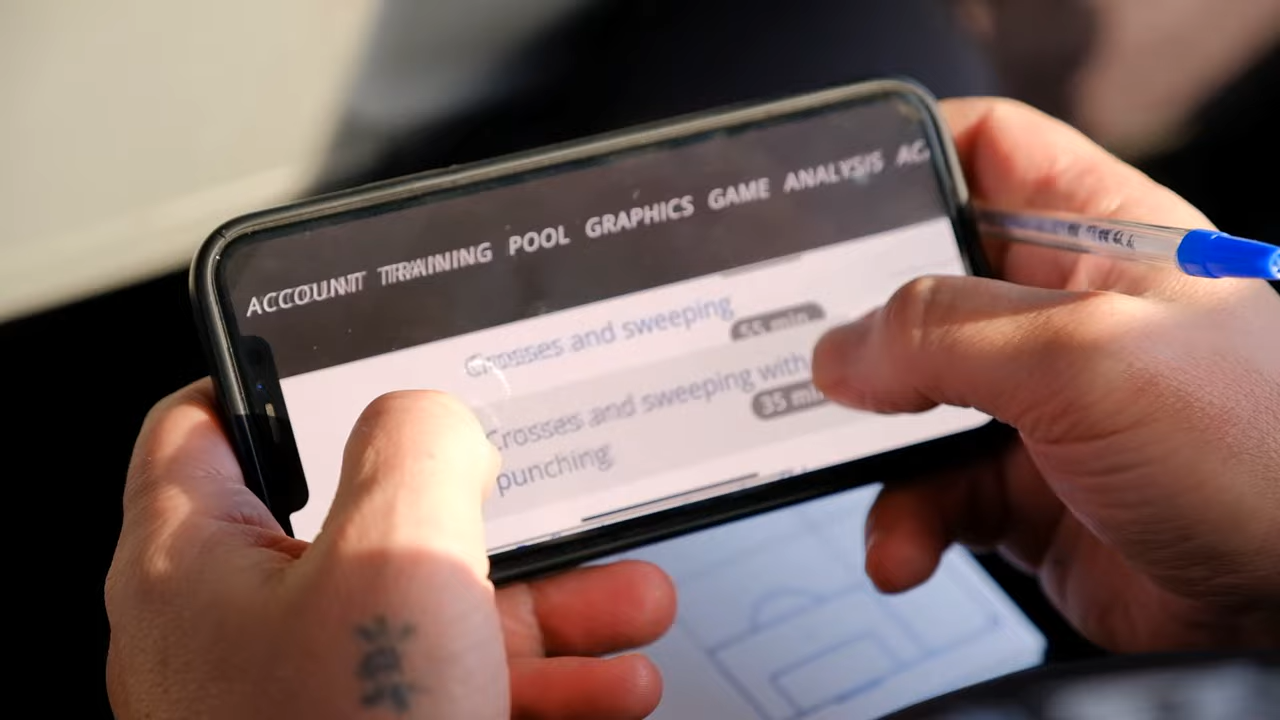 ACCOUNT TRAINING POOL GRAPHICS GAME ANALYSIS
Crosses and sweeping
55 min
Crosses and sweeping with
punching
35 min